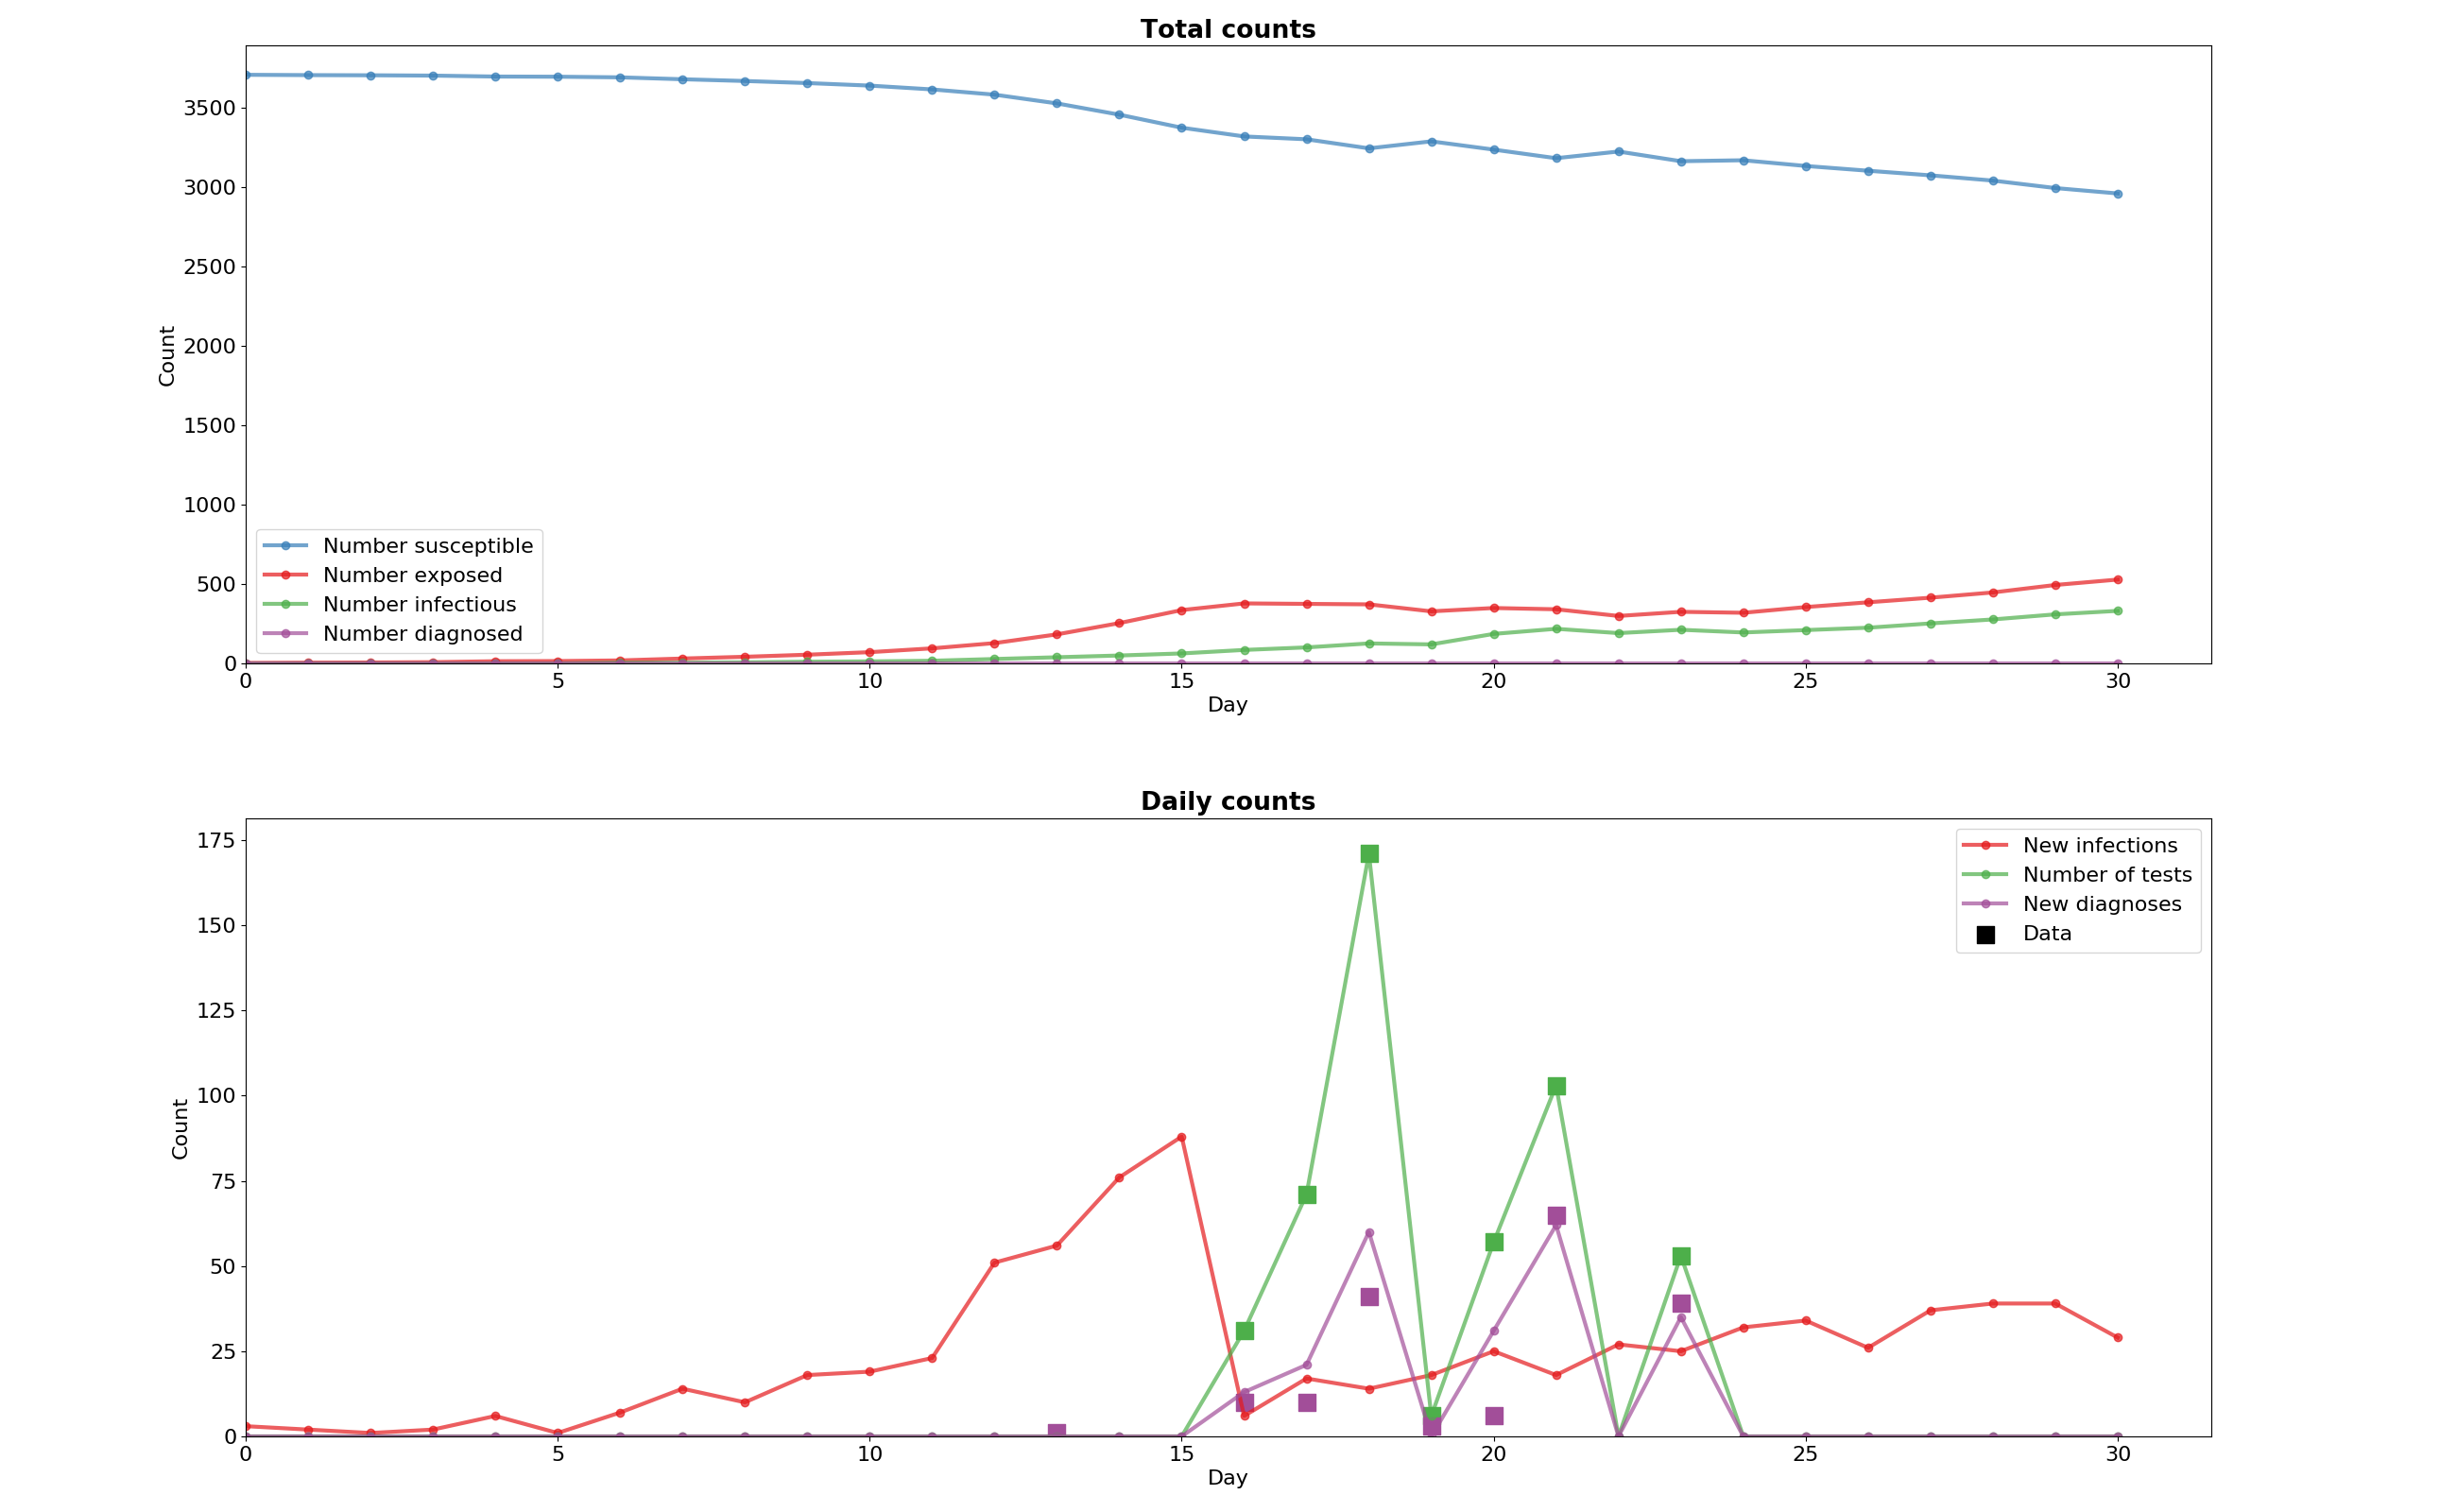 Total counts
3500
3000
2500
2000
1500
1000
500
0
Count
Number susceptible
Number exposed
Number infectious
Number diagnosed
0 5 10 15 20 25 30
Day
Daily counts
175
150
125
100
75
50
25
0
Count
New infections
Number of tests
New diagnoses
Data
0 5 10 15 20 25 30
Day